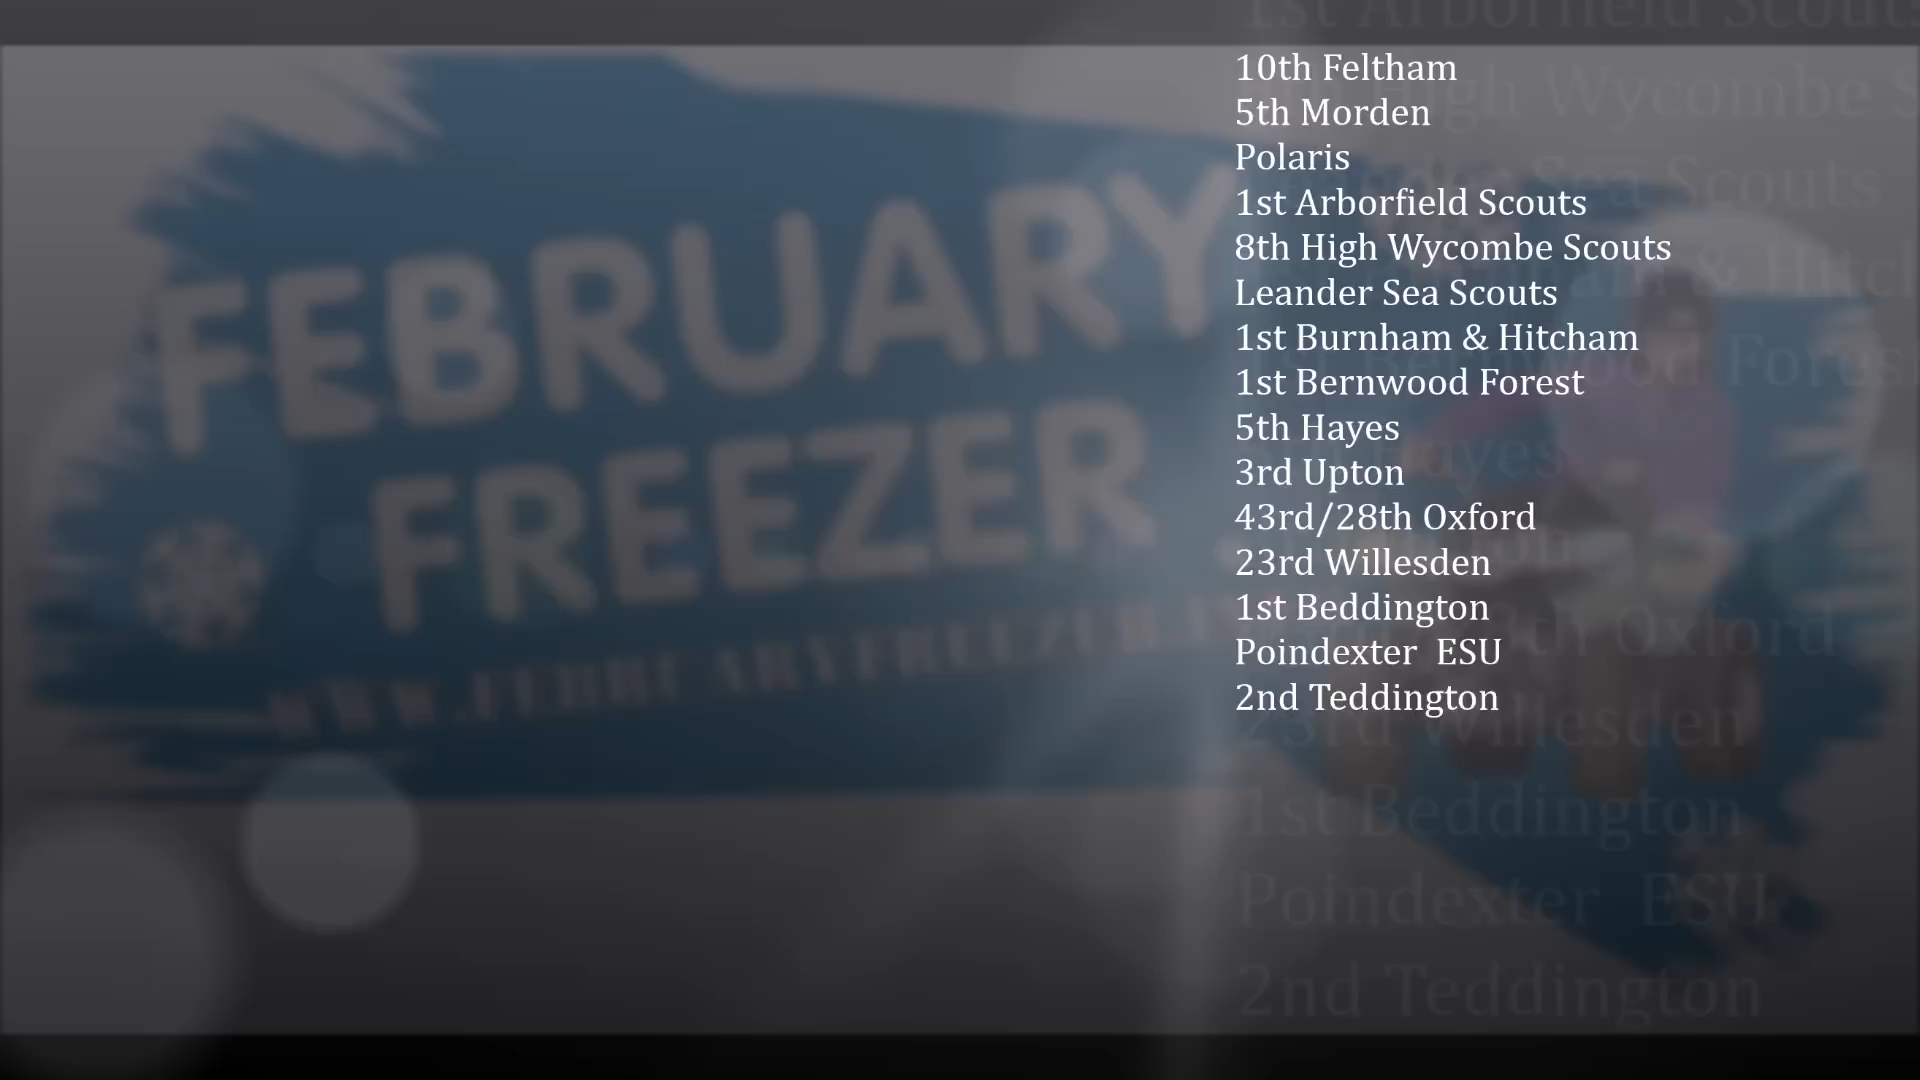 FEBRUARY
FREEZER
10th Feltham
5th Morden
Polaris
1st Arborfield Scouts
8th High Wycombe Scouts
Leander Sea Scouts
1st Burnham & Hitcham
1st Bernwood Forest
5th Hayes
3rd Upton
43rd/28th Oxford
23rd Willesden
1st Beddington
Poindexter  ESU
2nd Teddington